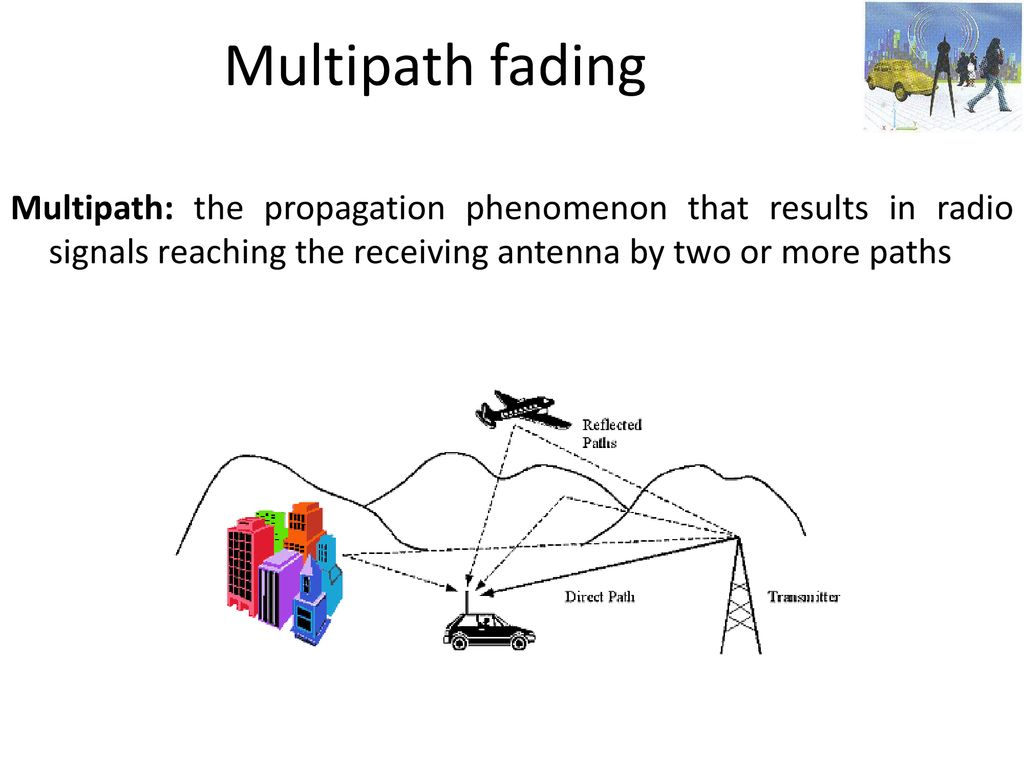 Multipath fading
Multipath: the propagation phenomenon that results in radio
signals reaching the receiving antenna by two or more paths
Reflected
Paths
Direct Path
Transmitter